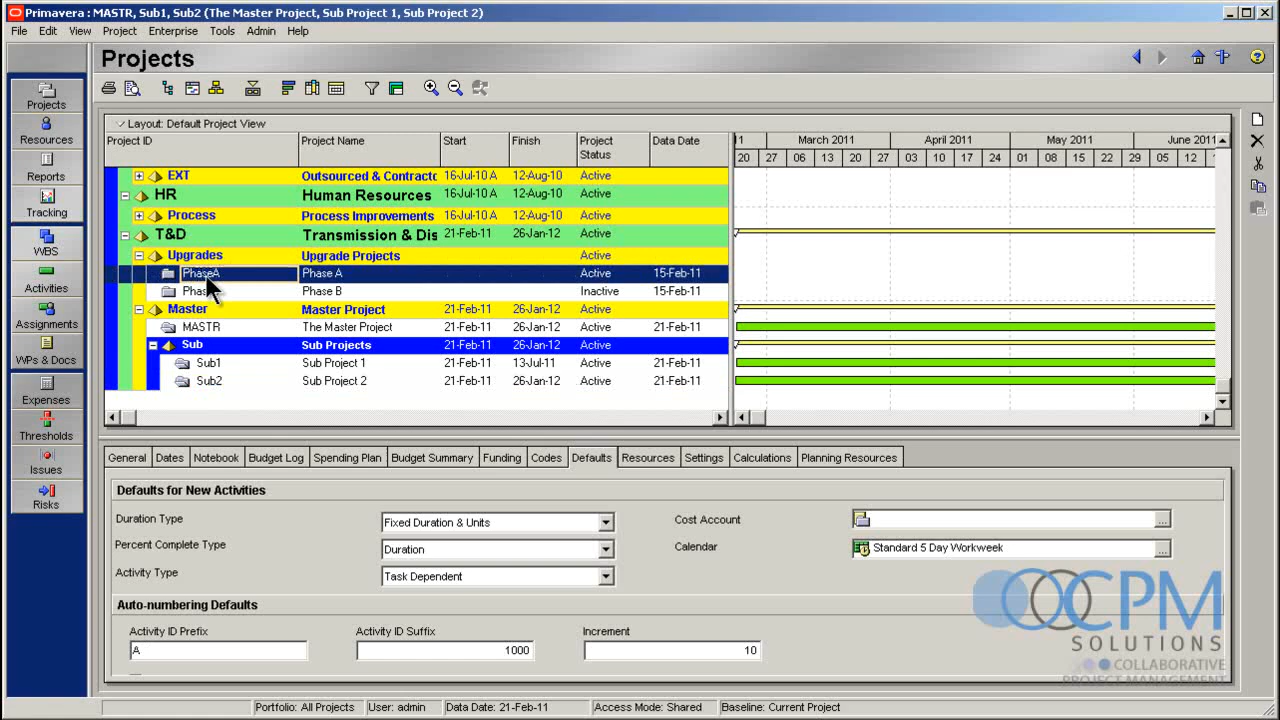 Primavera : MASTR, Sub1, Sub2 (The Master Project, Sub Project 1, Sub Project 2)
File Edit View Project Enterprise Tools Admin Help
Projects
Projects
Resources
Reports
Tracking
WBS
Activities
Assignments
WPs & Docs
Expenses
Thresholds
Issues
Risks
Layout: Default Project View
Project ID Project Name Start Finish Project Status Data Date
11 March 2011 April 2011 May 2011 June 2011
20 27 06 13 20 27 03 10 17 24 01 08 15 22 29 05 12
EXT Outsourced & Contractc 16-Jul-10 A 12-Aug-10 Active
HR Human Resources 16-Jul-10 A 12-Aug-10 Active
Process Process Improvements 16-Jul-10 A 12-Aug-10 Active
T&D Transmission & Dis 21-Feb-11 26-Jan-12 Active
Upgrades Upgrade Projects Active
PhaseA Phase A Active 15-Feb-11
Phas Phase B Inactive 15-Feb-11
Master Master Project 21-Feb-11 26-Jan-12 Active
MASTR The Master Project 21-Feb-11 26-Jan-12 Active 21-Feb-11
Sub Sub Projects 21-Feb-11 26-Jan-12 Active
Sub1 Sub Project 1 21-Feb-11 13-Jul-11 Active 21-Feb-11
Sub2 Sub Project 2 21-Feb-11 26-Jan-12 Active 21-Feb-11
General Dates Notebook Budget Log Spending Plan Budget Summary Funding Codes Defaults Resources Settings Calculations Planning Resources
Defaults for New Activities
Duration Type Fixed Duration & Units Cost Account
Percent Complete Type Duration Calendar Standard 5 Day Workweek
Activity Type Task Dependent
Auto-numbering Defaults
Activity ID Prefix Activity ID Suffix Increment
A 1000 10
CPM
SOLUTIONS
COLLABORATIVE
PROJECT MANAGEMENT
Portfolio: All Projects User: admin Data Date: 21-Feb-11 Access Mode: Shared Baseline: Current Project